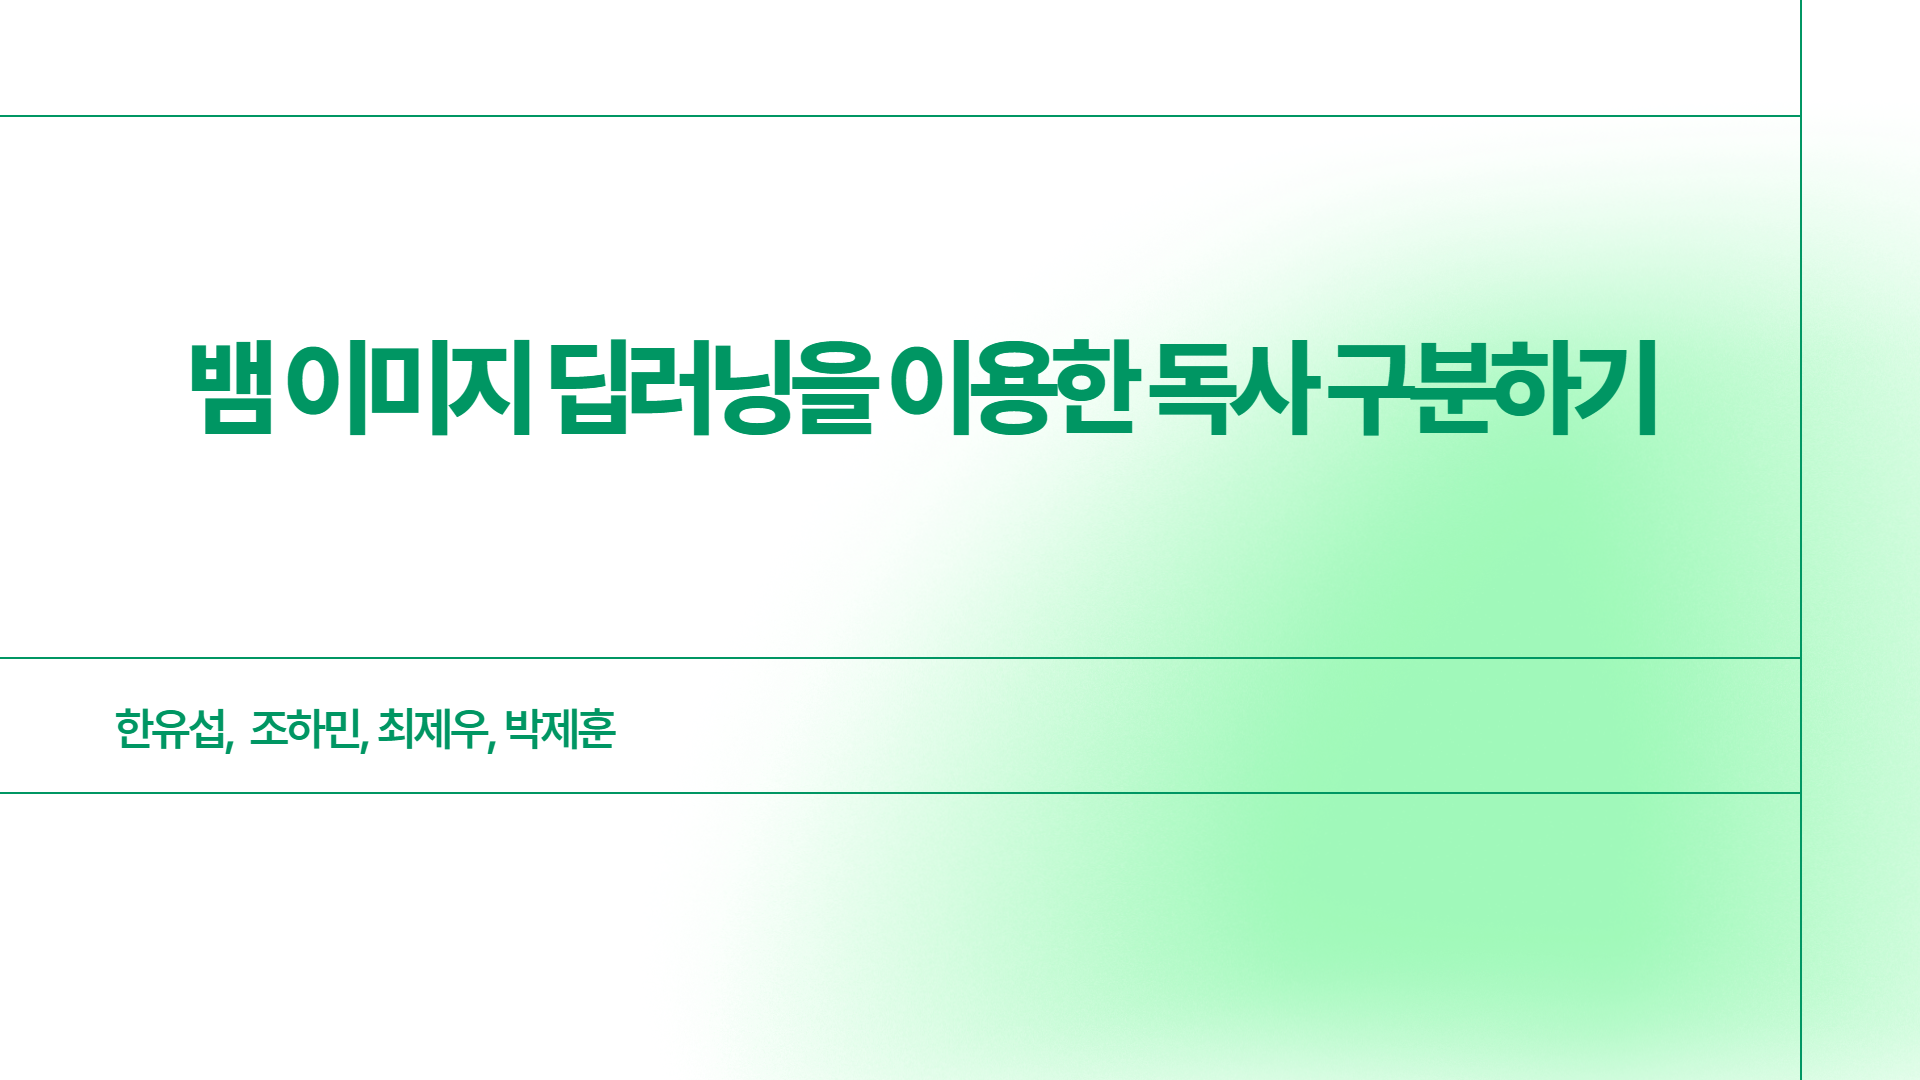 뱀 이미지 딥러닝을 이용한 독사 구분하기
한유섭, 조하민, 최제우, 박제훈